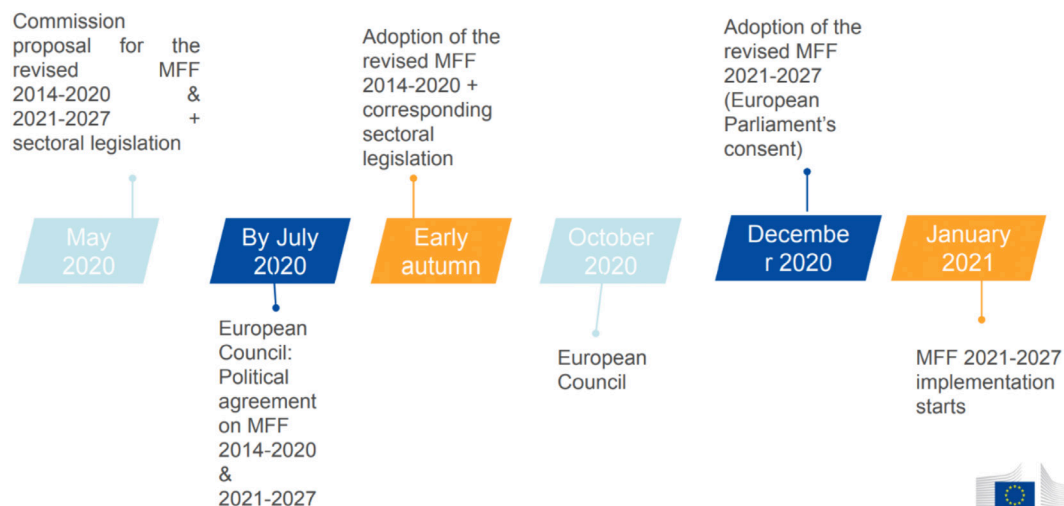 Commission
proposal for the
revised MFF
2014-2020 &
2021-2027 +
sectoral legislation
Adoption of the
revised MFF
2014-2020 +
corresponding
sectoral
legislation
Adoption of the
revised MFF
2021-2027
(European
Parliament's
consent)
May
2020
By July
2020
Early
autumn
October
2020
Decembe
r 2020
January
2021
European
Council:
Political
agreement
on MFF
2014-2020
&
2021-2027
European
Council
MFF 2021-2027
implementation
starts